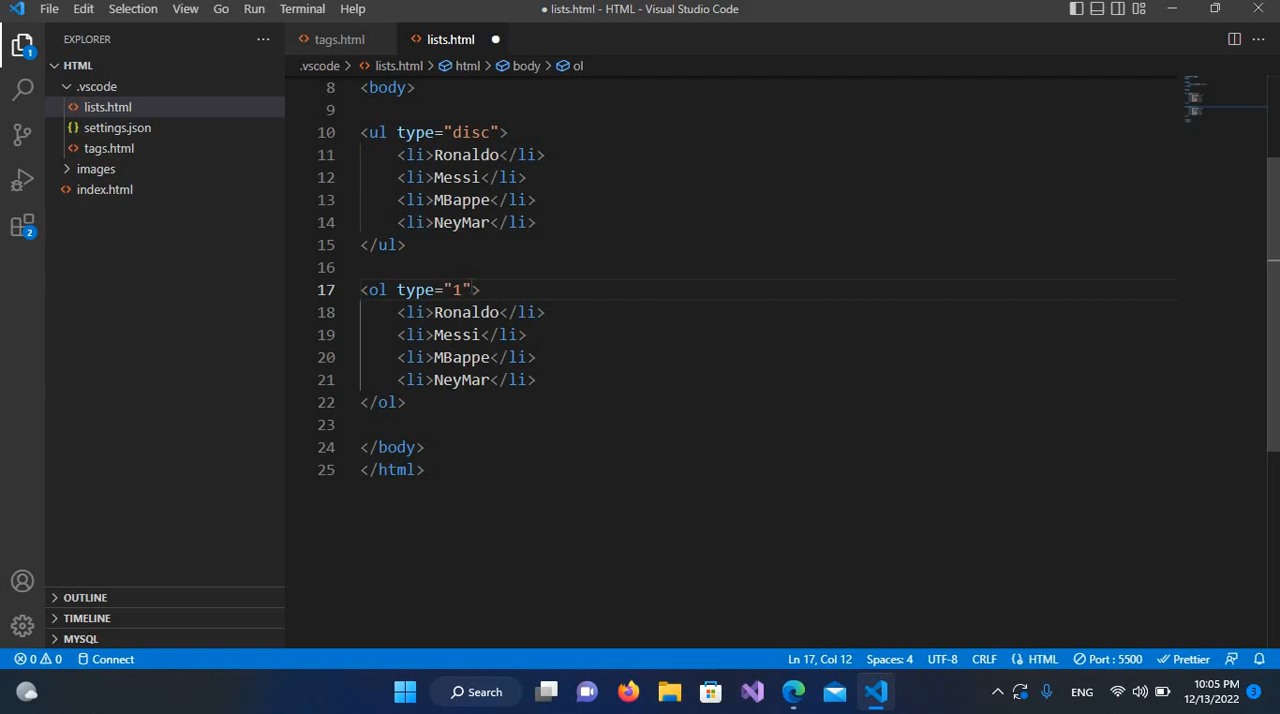 File Edit Selection View Go Run Terminal Help
● lists.html - HTML - Visual Studio Code
EXPLORER
tags.html
lists.html
HTML
.vscode > lists.html > html > body > ol
.vscode
lists.html
settings.json
tags.html
images
index.html
1
2
8 <body>
9
10 <ul type="disc">
11 <li>Ronaldo</li>
12 <li>Messi</li>
13 <li>MBappe</li>
14 <li>NeyMar</li>
15 </ul>
16
17 <ol type="1">
18 <li>Ronaldo</li>
19 <li>Messi</li>
20 <li>MBappe</li>
21 <li>NeyMar</li>
22 </ol>
23
24 </body>
25 </html>
OUTLINE
TIMELINE
MYSQL
0 0 Connect
Ln 17, Col 12 Spaces: 4 UTF-8 CRLF {} HTML Port : 5500 Prettier
Search
ENG
10:05 PM
12/13/2022
3